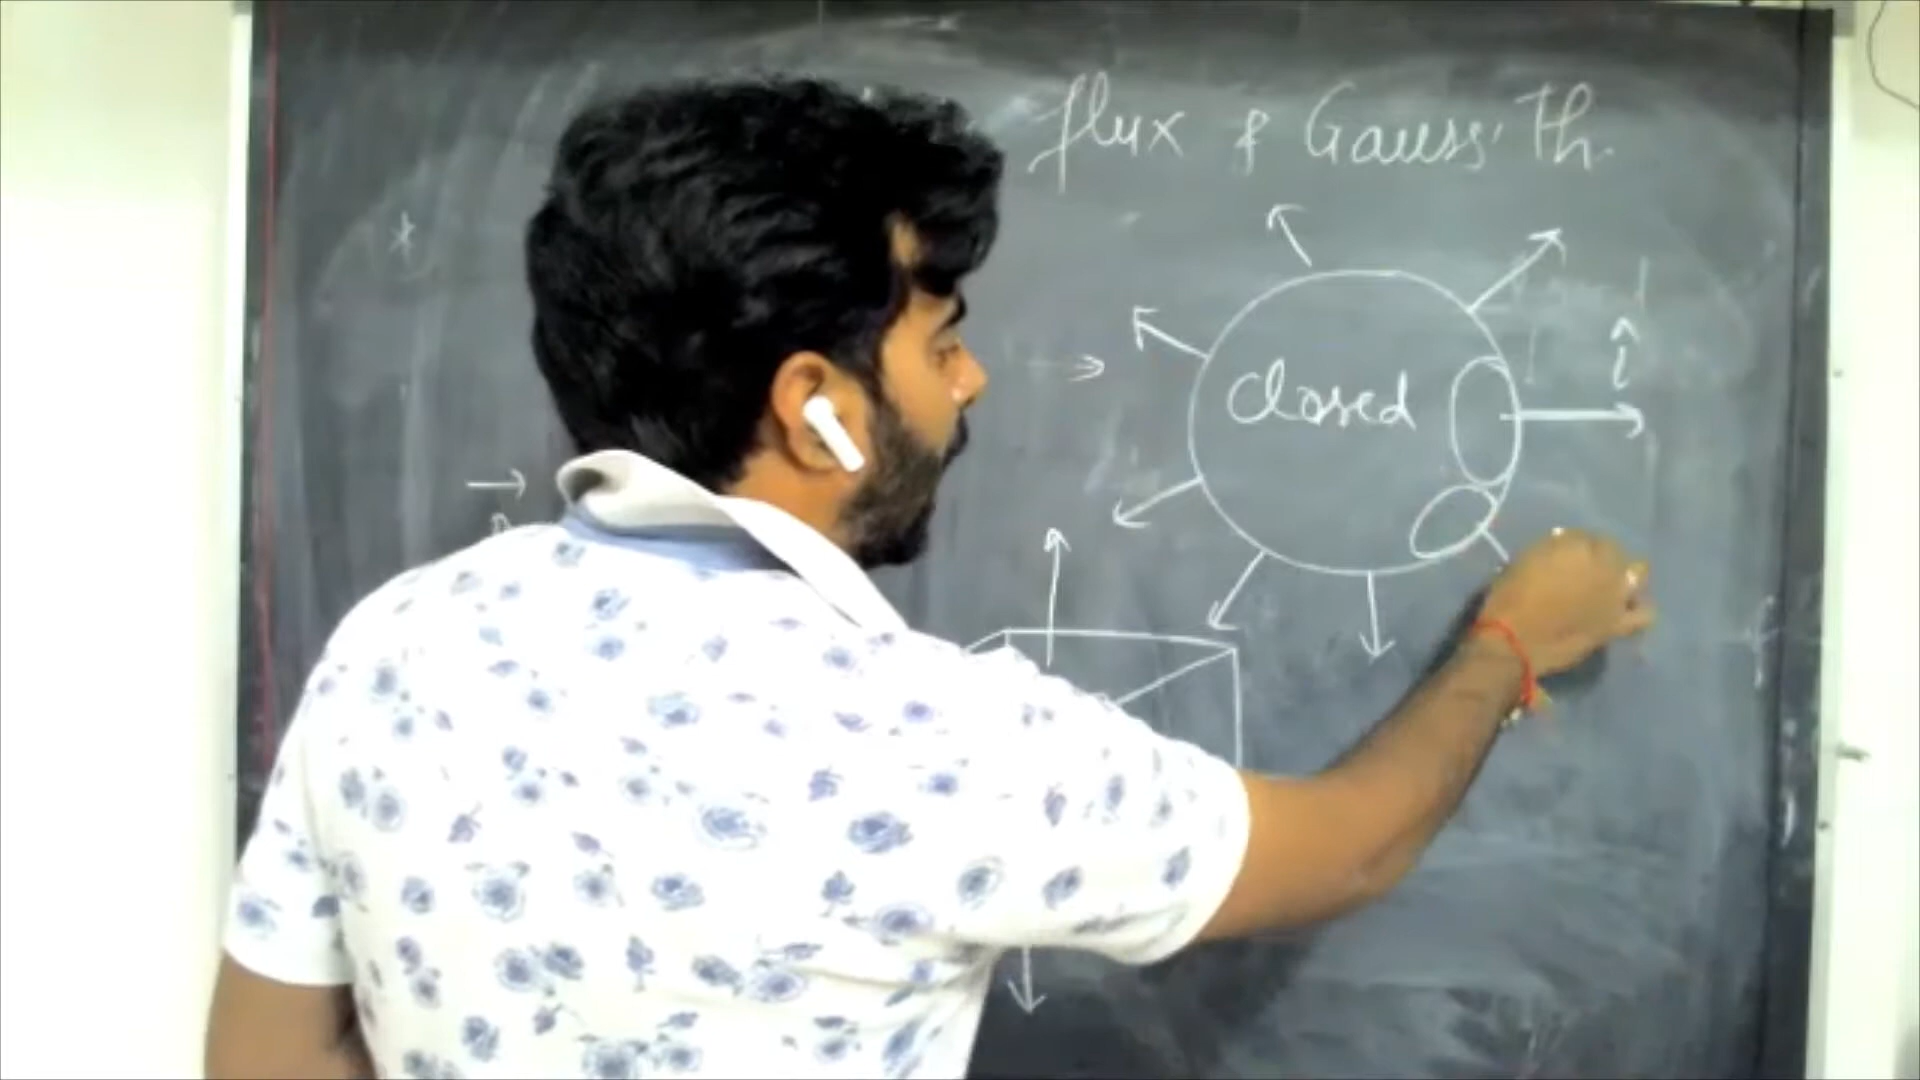 flux & Gauss' Th.
î
closed